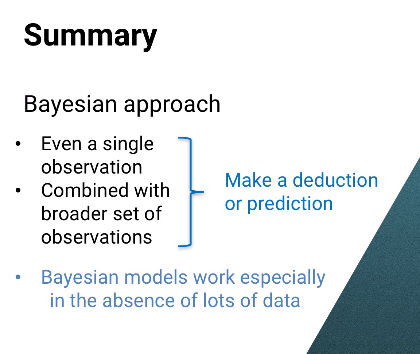 Summary
Bayesian approach
• Even a single
observation
• Combined with
broader set of
observations
Make a deduction
or prediction
• Bayesian models work especially
in the absence of lots of data